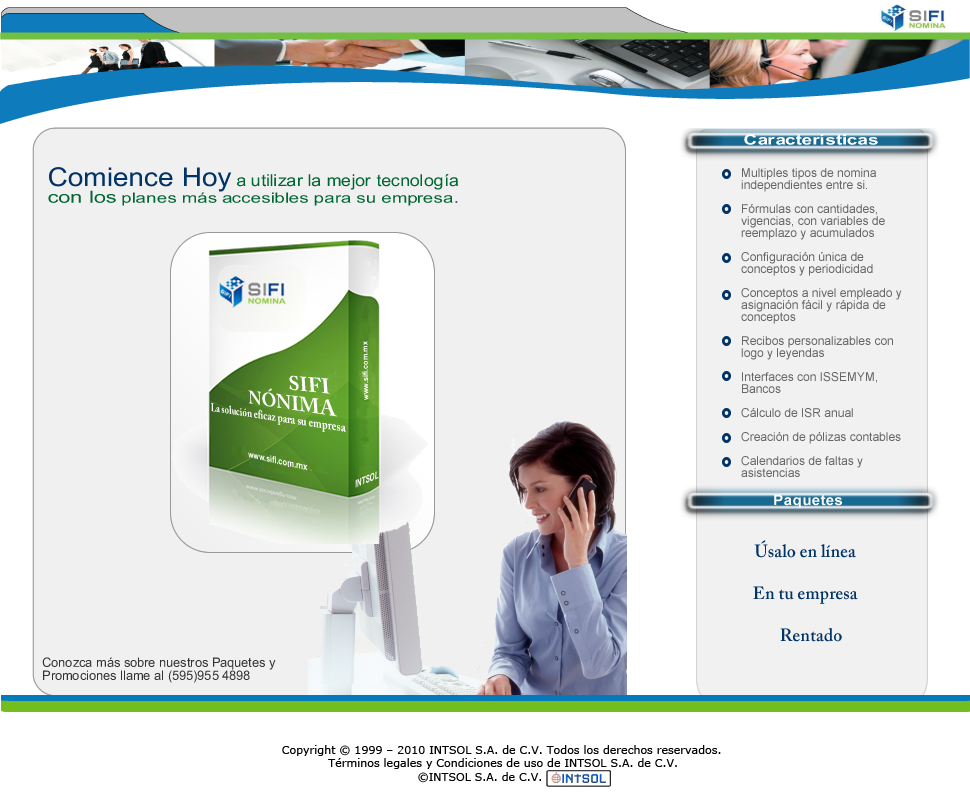 SIFI
NOMINA
Comience Hoy a utilizar la mejor tecnología
con los planes más accesibles para su empresa.
SIFI
NOMINA
www.sifi.com.mx
SIFI
NÓNIMA
La solución eficaz para su empresa
www.sifi.com.mx
INTSOL
Conozca más sobre nuestros Paquetes y
Promociones llame al (595)955 4898
Características
Multiples tipos de nomina
independientes entre si.
Fórmulas con cantidades,
vigencias, con variables de
reemplazo y acumulados
Configuración única de
conceptos y periodicidad
Conceptos a nivel empleado y
asignación fácil y rápida de
conceptos
Recibos personalizables con
logo y leyendas
Interfaces con ISSEMYM,
Bancos
Cálculo de ISR anual
Creación de pólizas contables
Calendarios de faltas y
asistencias
Paquetes
Úsalo en línea
En tu empresa
Rentado
Copyright © 1999 – 2010 INTSOL S.A. de C.V. Todos los derechos reservados.
Términos legales y Condiciones de uso de INTSOL S.A. de C.V.
©INTSOL S.A. de C.V. INTSOL